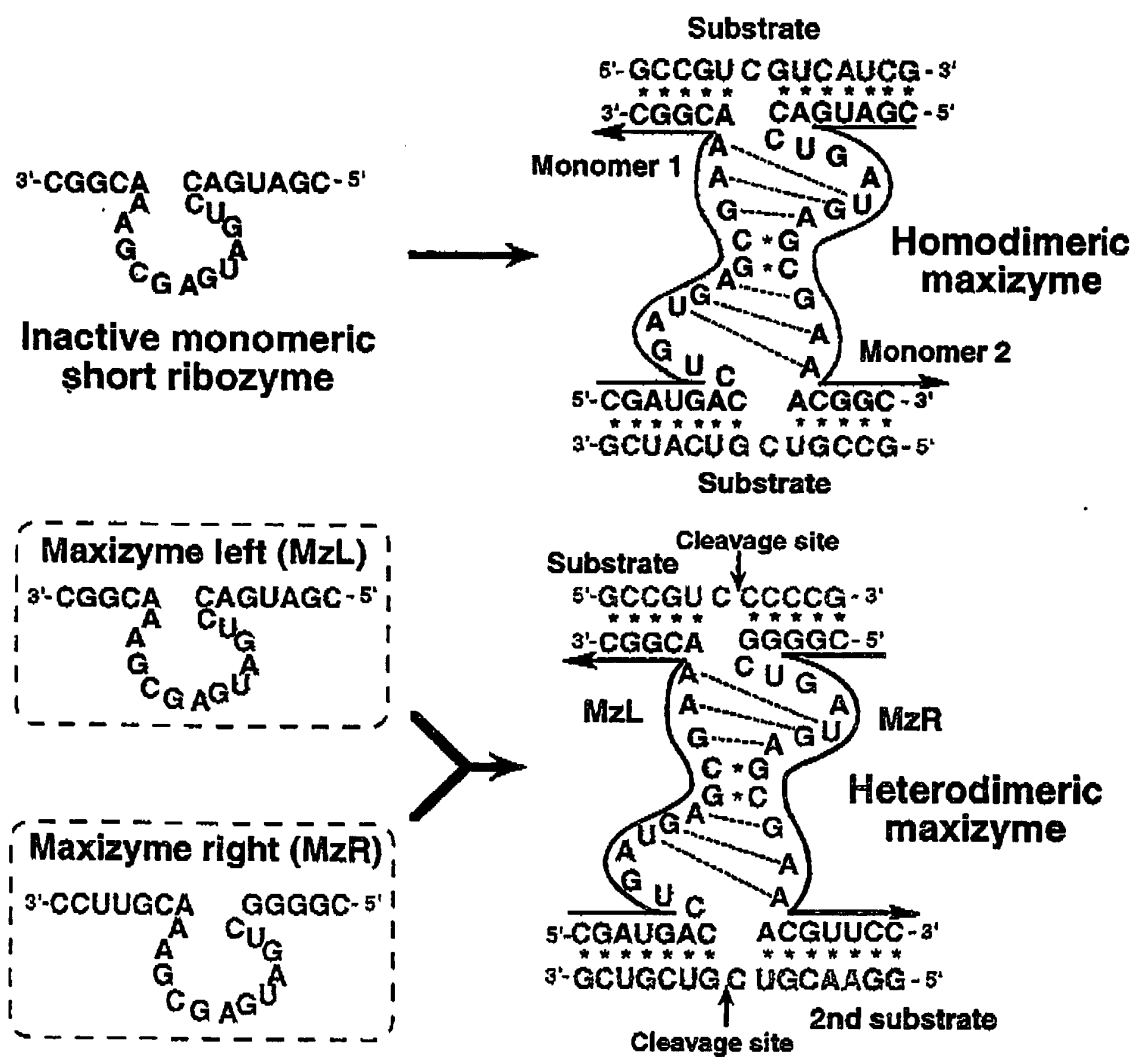 Substrate
5'-GCCGU C GUCAUCG-3'
3'-CGGCA CAGUAGC-5'
A C U G A
Monomer 1
A G U
G A
C G
G C
A G
U G A
A G U C A
Monomer 2
5'-CGAUGAC ACGGC-3'
3'-GCUACUG C UGCCG-5'
Substrate
Homodimeric
maxizyme
3'-CGGCA CAGUAGC-5'
A A G C G A G U A G U C
Inactive monomeric
short ribozyme
Maxizyme left (MzL)
3'-CGGCA CAGUAGC-5'
A A G C G A G U A G U C
Maxizyme right (MzR)
3'-CCUUGCA GGGGC-5'
A A G C G A G U A G U C
Cleavage site
Substrate
5'-GCCGU C CCCCG-3'
3'-CGGCA GGGGC-5'
A C U G A
MzL
MzR
A G U
G A
C G
G C
A G
U G A
A G U C A
5'-CGAUGAC ACGUUCC-3'
3'-GCUGCUG C UGCAAGG-5'
2nd substrate
Cleavage site
Heterodimeric
maxizyme